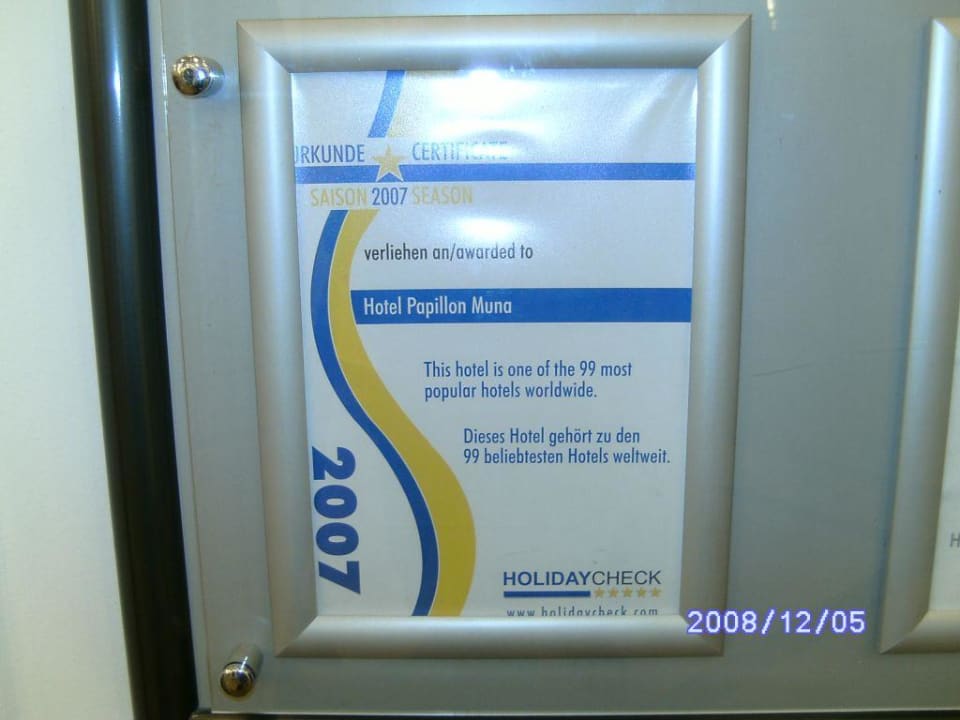 URKUNDE CERTIFICATE
SAISON 2007 SEASON
verliehen an/awarded to
Hotel Papillon Muna
This hotel is one of the 99 most
popular hotels worldwide.
Dieses Hotel gehört zu den
99 beliebtesten Hotels weltweit.
2007
HOLIDAYCHECK
www.holidaycheck.com
2008/12/05
H